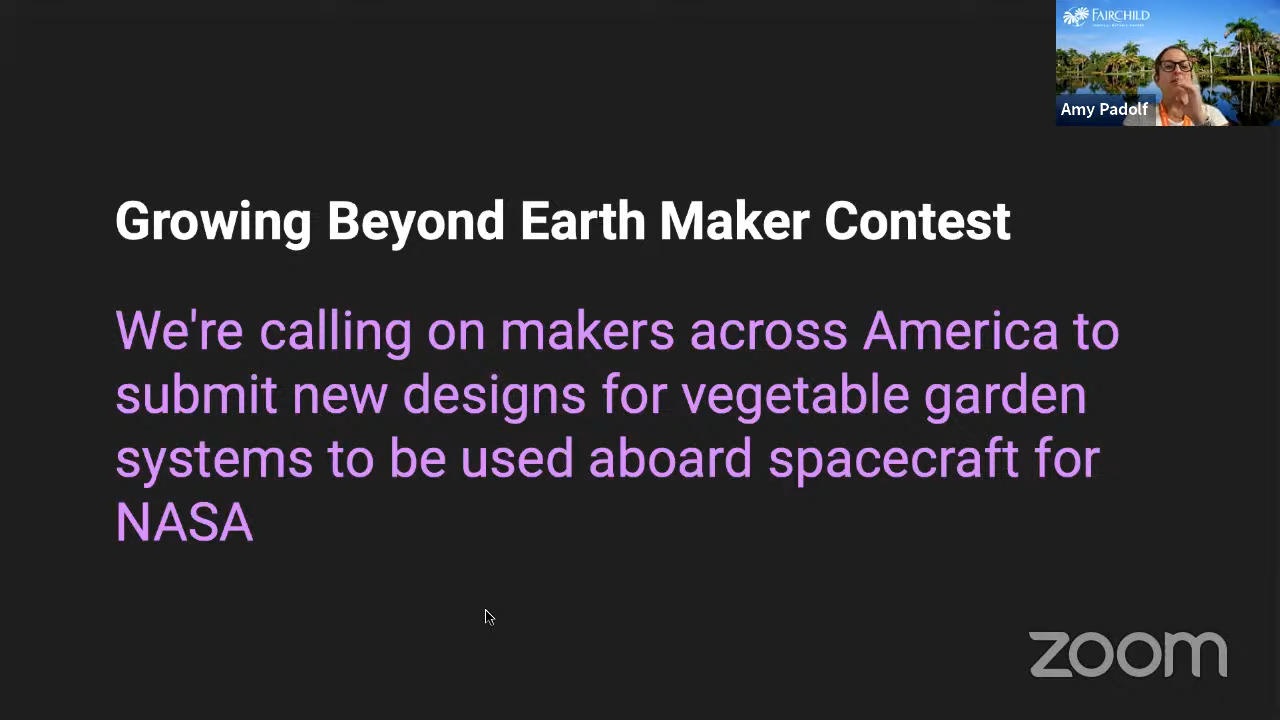 FAIRCHILD
Amy Padolf
Growing Beyond Earth Maker Contest
We're calling on makers across America to
submit new designs for vegetable garden
systems to be used aboard spacecraft for
NASA
zoom